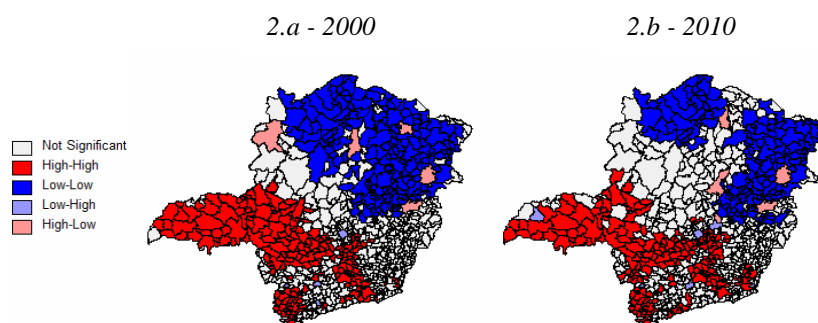 2.a - 2000
2.b - 2010
Not Significant
High-High
Low-Low
Low-High
High-Low